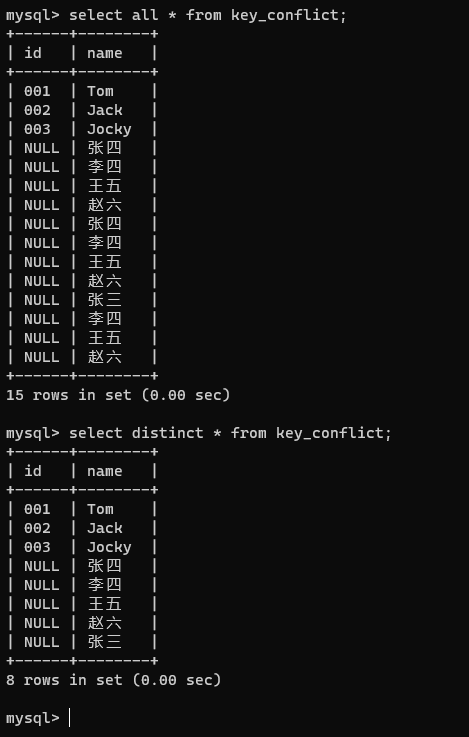 mysql> select all * from key_conflict;
+------+--------+
| id   | name   |
+------+--------+
| 001  | Tom    |
| 002  | Jack   |
| 003  | Jocky  |
| NULL | 张四   |
| NULL | 李四   |
| NULL | 王五   |
| NULL | 赵六   |
| NULL | 张四   |
| NULL | 李四   |
| NULL | 王五   |
| NULL | 赵六   |
| NULL | 张三   |
| NULL | 李四   |
| NULL | 王五   |
| NULL | 赵六   |
+------+--------+
15 rows in set (0.00 sec)

mysql> select distinct * from key_conflict;
+------+--------+
| id   | name   |
+------+--------+
| 001  | Tom    |
| 002  | Jack   |
| 003  | Jocky  |
| NULL | 张四   |
| NULL | 李四   |
| NULL | 王五   |
| NULL | 赵六   |
| NULL | 张三   |
+------+--------+
8 rows in set (0.00 sec)

mysql>